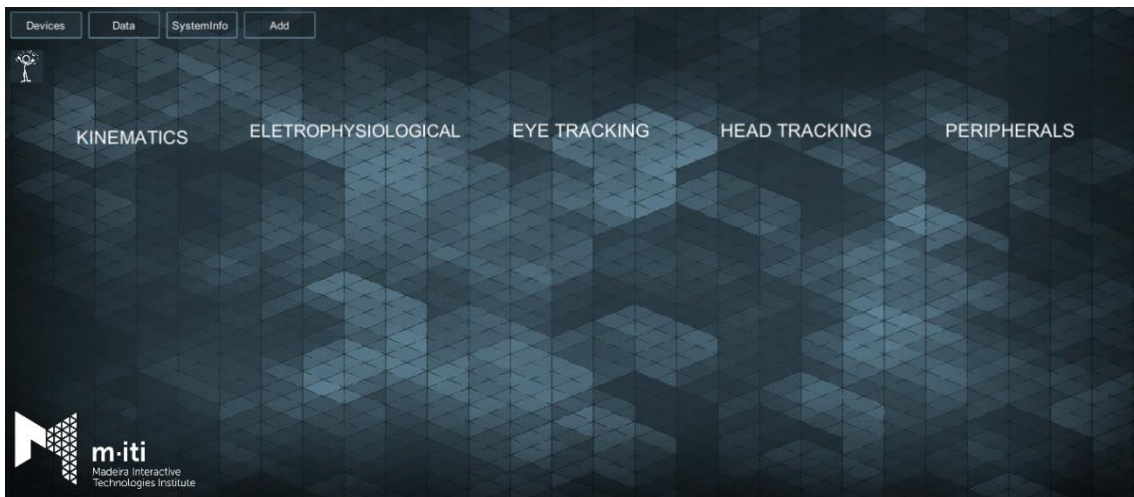 Devices Data SystemInfo Add
KINEMATICS ELETROPHYSIOLOGICAL EYE TRACKING HEAD TRACKING PERIPHERALS
m·iti
Madeira Interactive
Technologies Institute